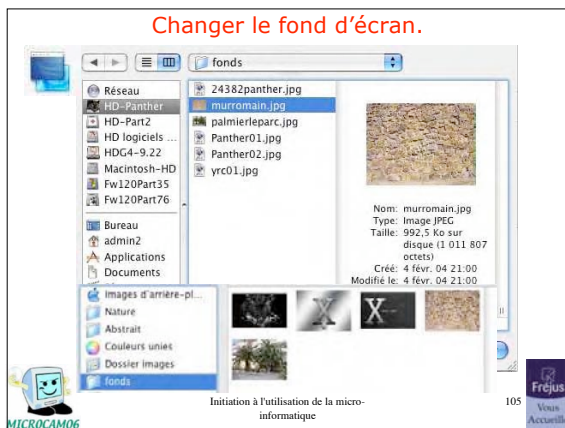 Changer le fond d'écran.
fonds
Réseau
HD-Panther
HD-Part2
HD logiciels ...
HDG4-9.22
Macintosh-HD
Fw120Part35
Fw120Part76
Bureau
admin2
Applications
Documents
24382panther.jpg
murromain.jpg
palmierleparc.jpg
Panther01.jpg
Panther02.jpg
yrc01.jpg
Nom: murromain.jpg
Type: Image JPEG
Taille: 992,5 Ko sur
disque (1 011 807
octets)
Créé: 4 févr. 04 21:00
Modifié le: 4 févr. 04 21:00
Images d'arrière-pl...
Nature
Abstrait
Couleurs unies
Dossier images
fonds
X
X
MICROCAM06
Initiation à l'utilisation de la micro-
informatique
105
Fréjus
Vous
Accueille